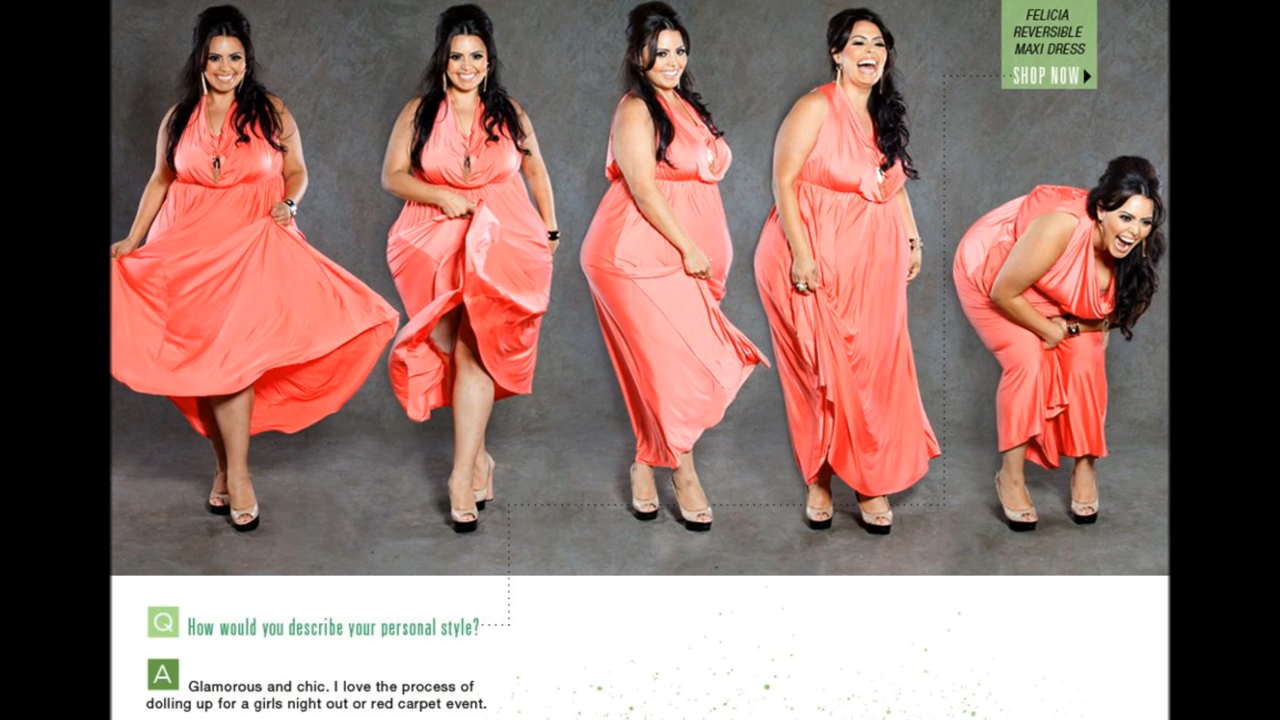 FELICIA
REVERSIBLE
MAXI DRESS
SHOP NOW
Q How would you describe your personal style?
A Glamorous and chic. I love the process of
dolling up for a girls night out or red carpet event.